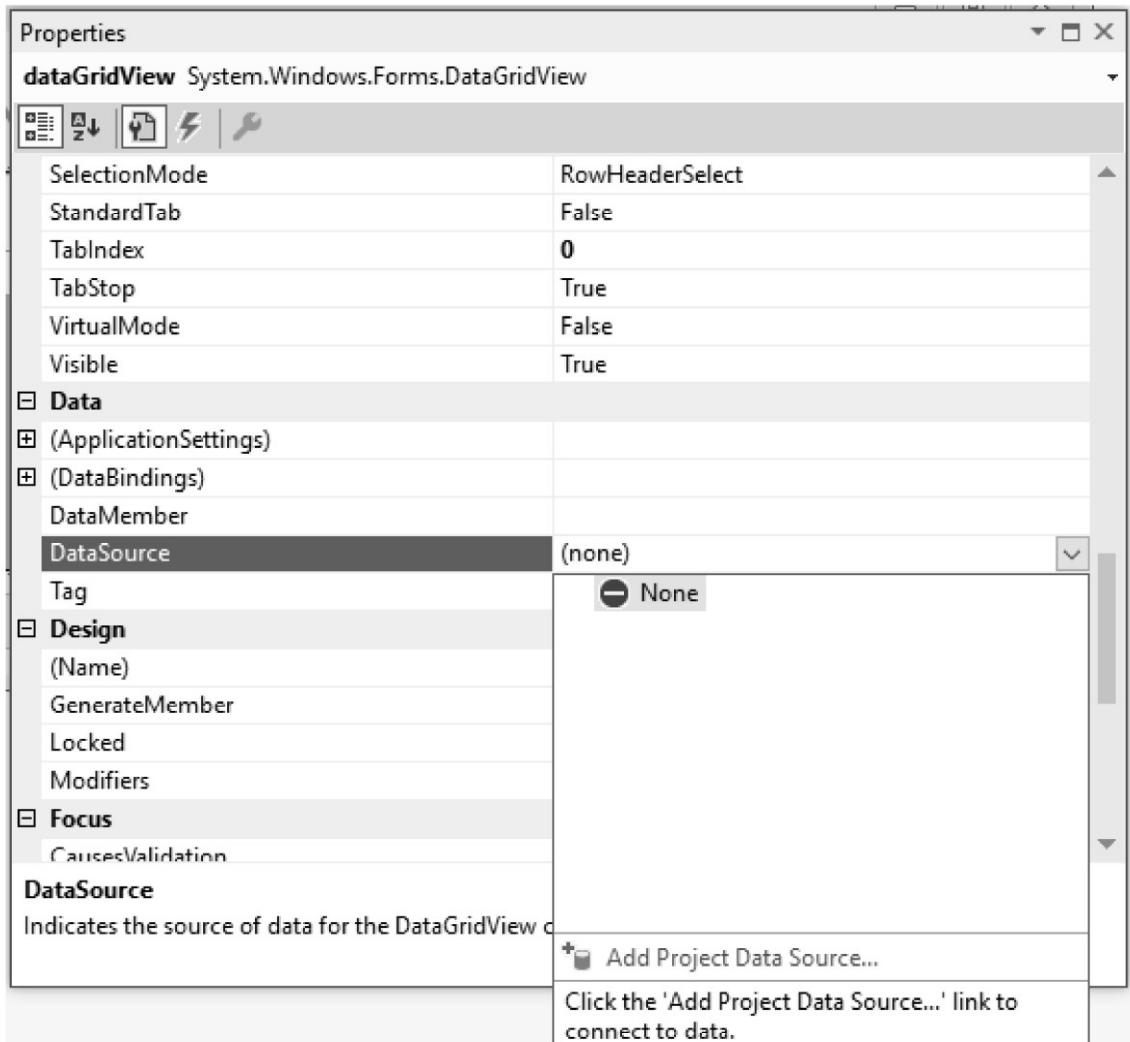 Properties
dataGridView System.Windows.Forms.DataGridView
SelectionMode RowHeaderSelect
StandardTab False
TabIndex 0
TabStop True
VirtualMode False
Visible True
Data
(ApplicationSettings)
(DataBindings)
DataMember
DataSource (none)
Tag None
Design
(Name)
GenerateMember
Locked
Modifiers
Focus
CausesValidation
DataSource
Indicates the source of data for the DataGridView c
Add Project Data Source...
Click the 'Add Project Data Source...' link to
connect to data.